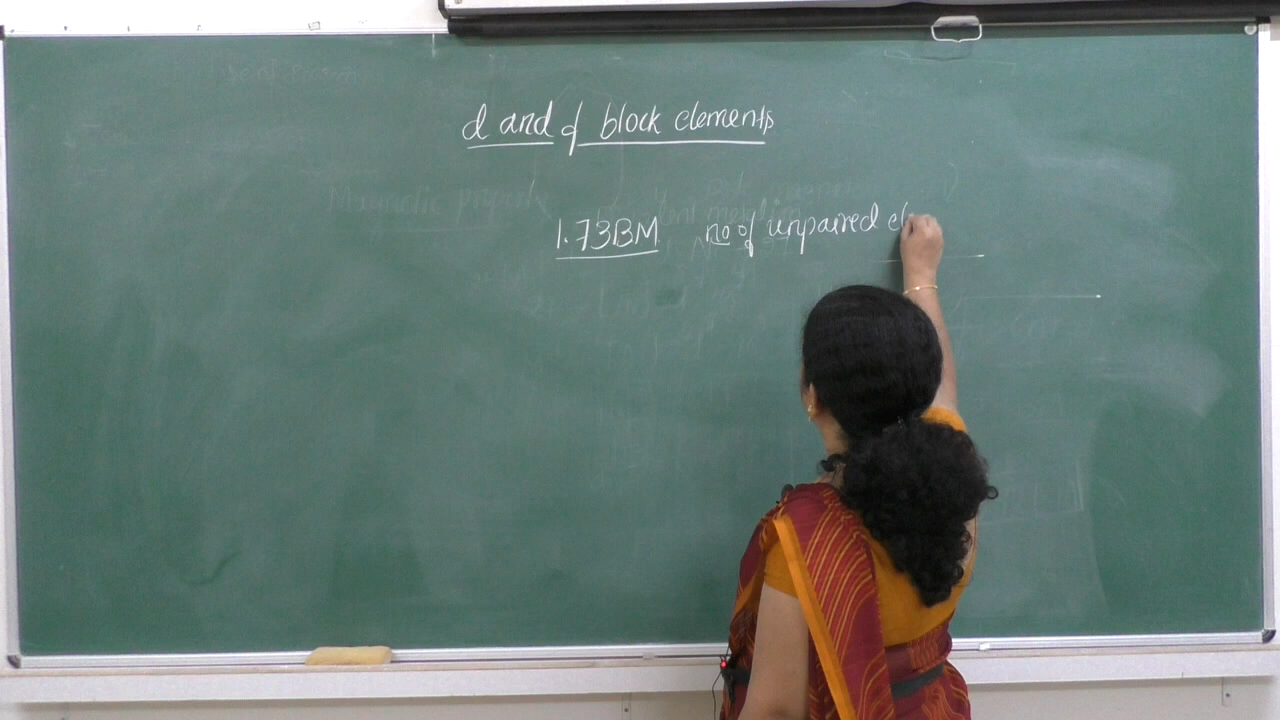 d and f block elements
1.73BM no of unpaired el